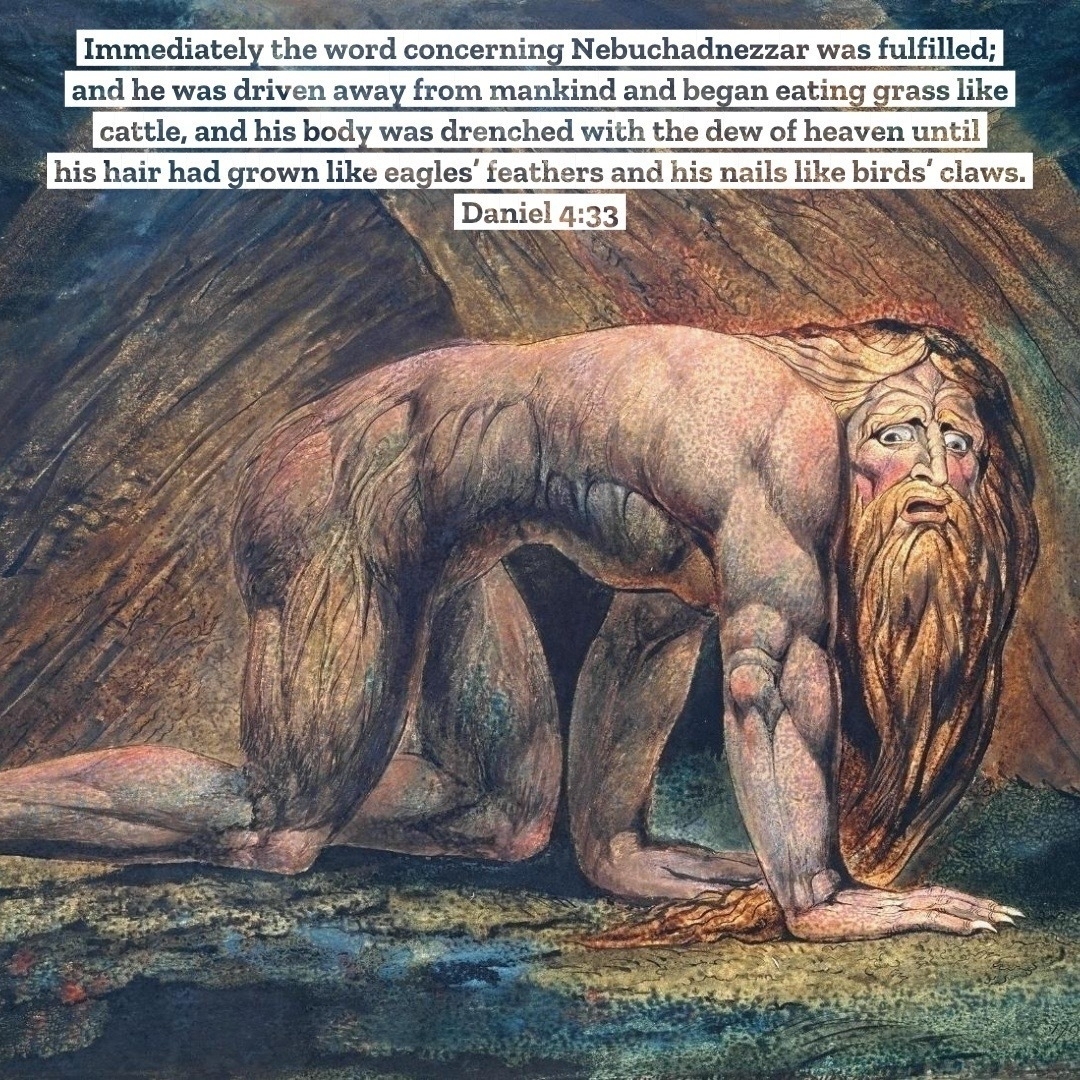 Immediately the word concerning Nebuchadnezzar was fulfilled;
and he was driven away from mankind and began eating grass like
cattle, and his body was drenched with the dew of heaven until
his hair had grown like eagles’ feathers and his nails like birds’ claws.
Daniel 4:33